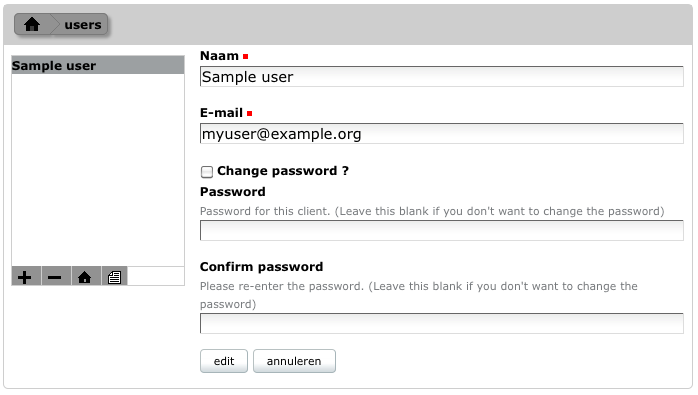 users
Sample user
Naam
Sample user
E-mail
myuser@example.org
Change password ?
Password
Password for this client. (Leave this blank if you don't want to change the password)
Confirm password
Please re-enter the password. (Leave this blank if you don't want to change the
password)
edit annuleren